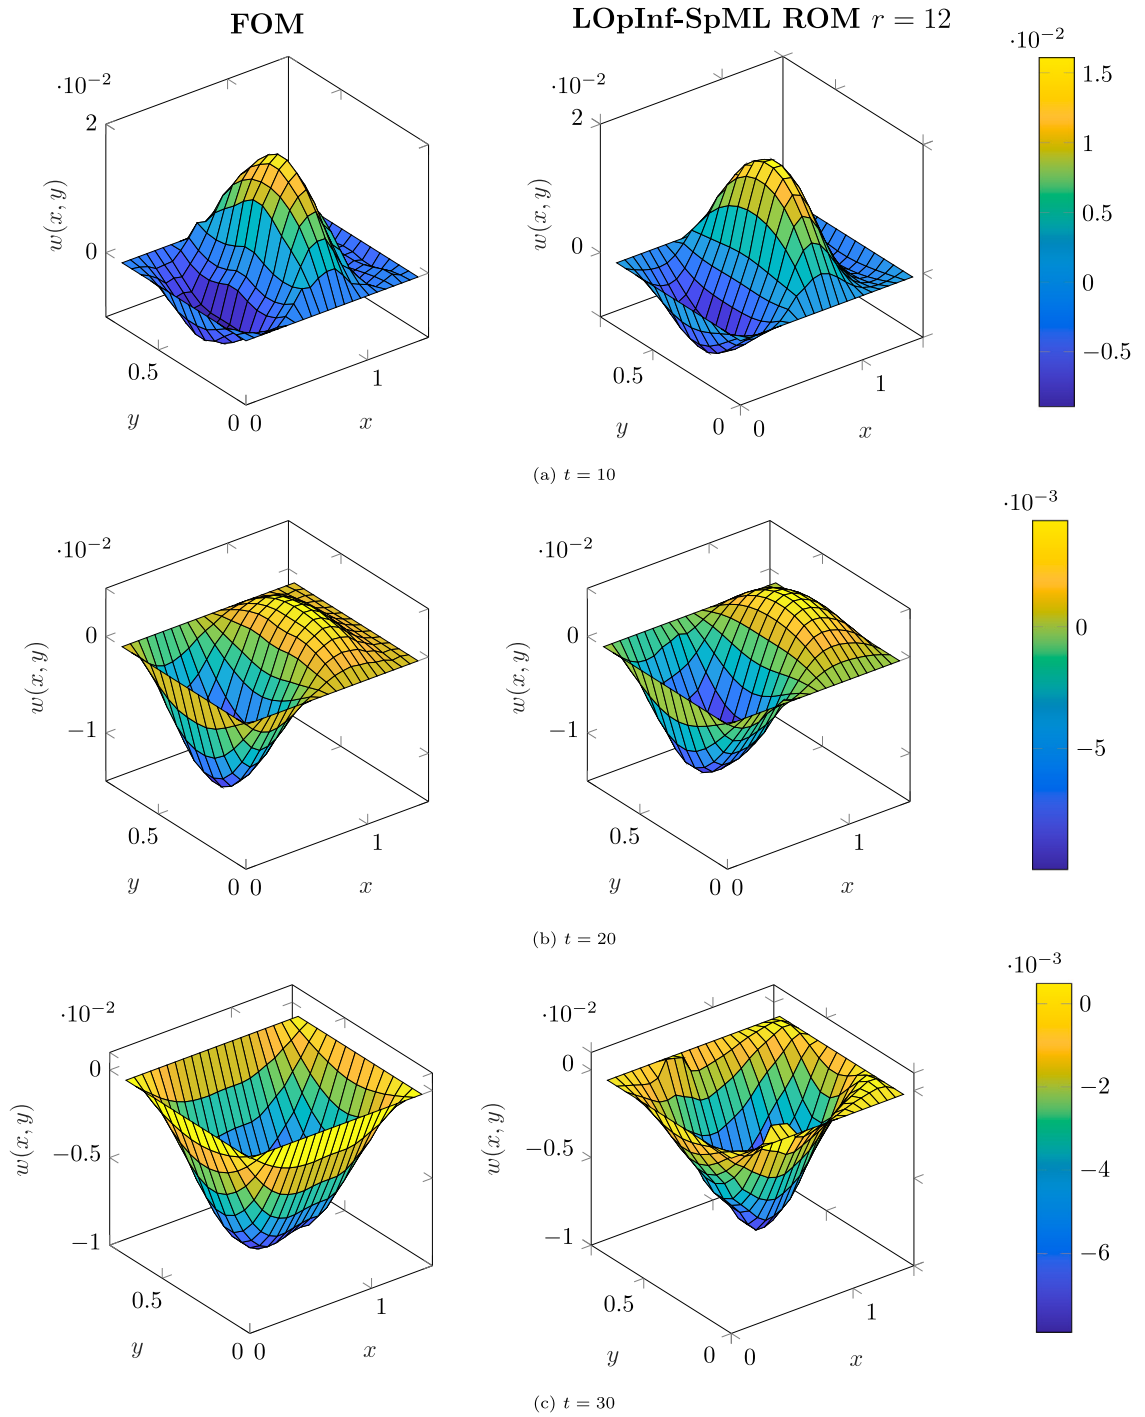 FOM
LOpInf-SpML ROM r = 12
·10⁻²
2
0
w(x, y)
0.5
y
0
0
1
x
·10⁻²
2
0
w(x, y)
0.5
y
0
0
1
x
·10⁻²
1.5
1
0.5
0
−0.5
(a) t = 10
·10⁻²
0
−1
w(x, y)
0.5
y
0
0
1
x
·10⁻²
0
−1
w(x, y)
0.5
y
0
0
1
x
·10⁻³
0
−5
(b) t = 20
·10⁻²
0
−0.5
−1
w(x, y)
0.5
y
0
0
1
x
·10⁻²
0
−0.5
−1
w(x, y)
0.5
y
0
0
1
x
·10⁻³
0
−2
−4
−6
(c) t = 30